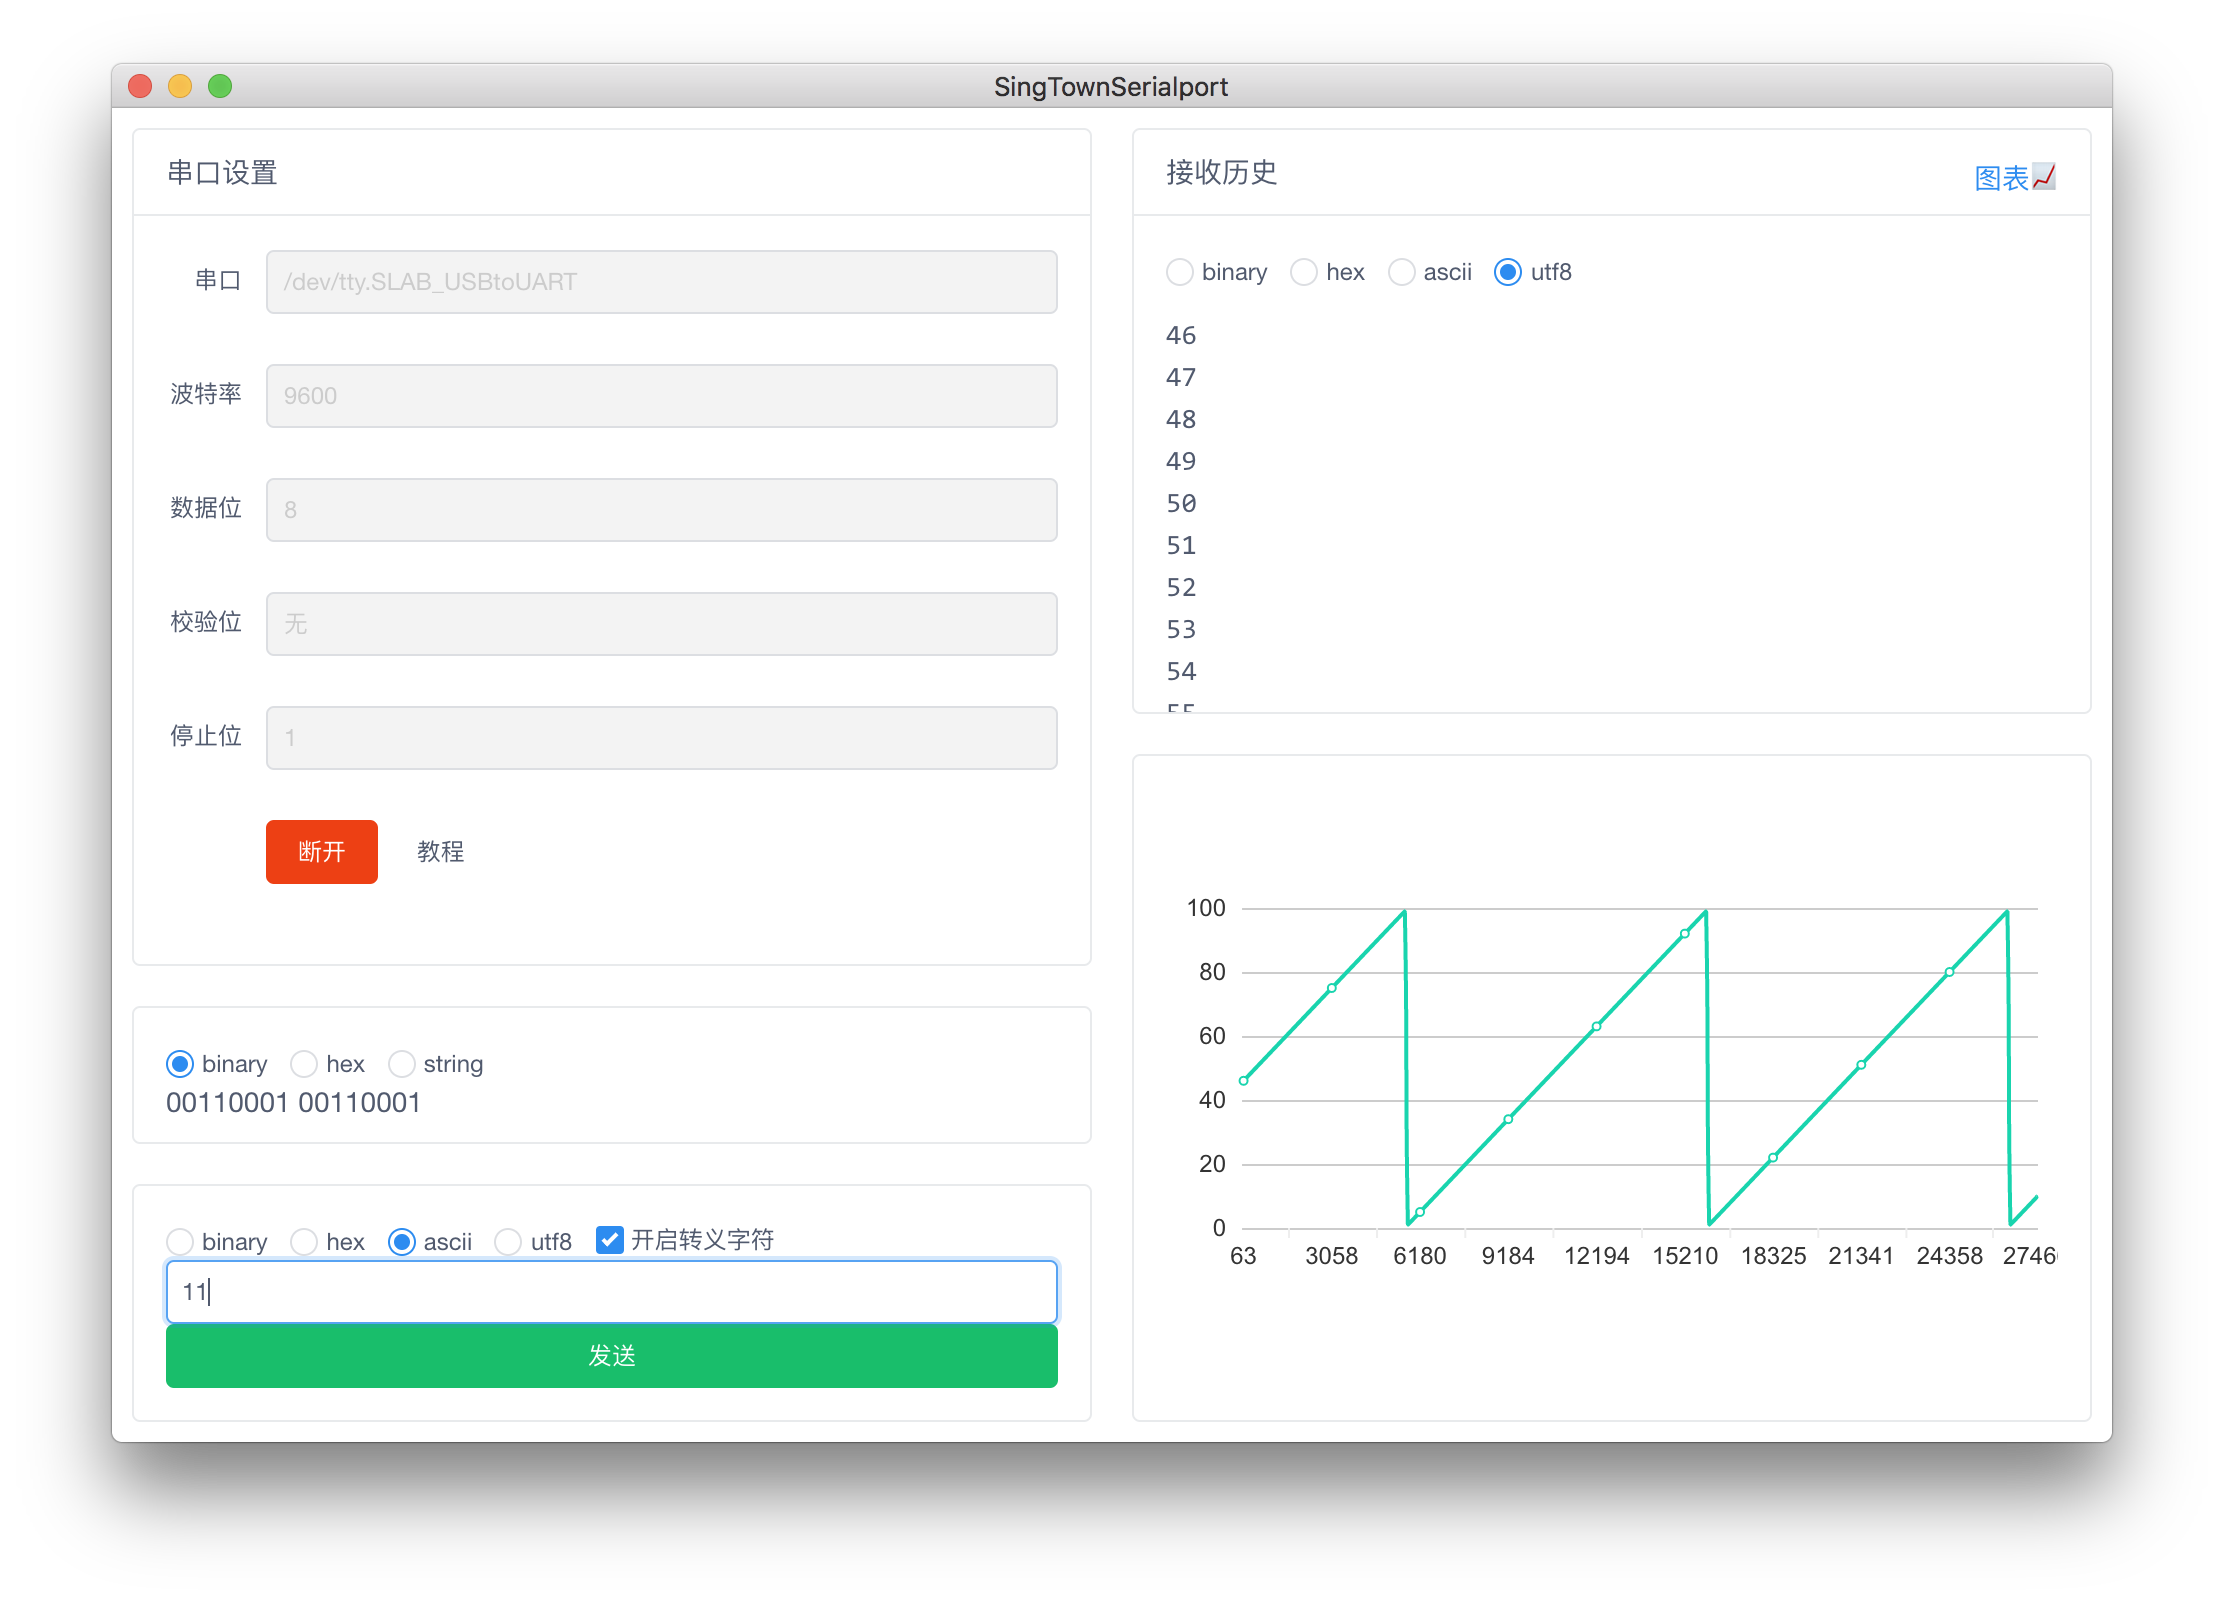 SingTownSerialport
串口设置
串口 /dev/tty.SLAB_USBtoUART
波特率 9600
数据位 8
校验位 无
停止位 1
断开 教程
binary hex string
00110001 00110001
binary hex ascii utf8 开启转义字符
11
发送
接收历史 图表
binary hex ascii utf8
46
47
48
49
50
51
52
53
54
55
100
80
60
40
20
0
63 3058 6180 9184 12194 15210 18325 21341 24358 2746